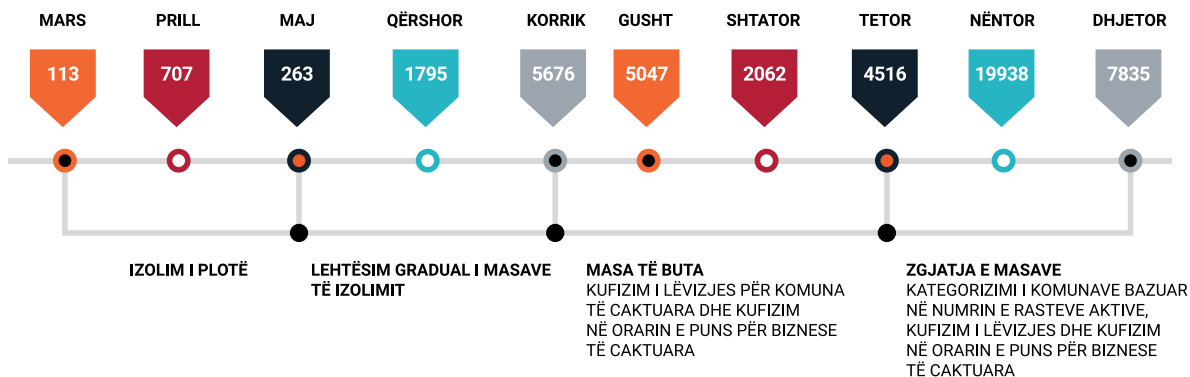 MARS PRILL MAJ QËRSHOR KORRIK GUSHT SHTATOR TETOR NËNTOR DHJETOR
113 707 263 1795 5676 5047 2062 4516 19938 7835
IZOLIM I PLOTË
LEHTËSIM GRADUAL I MASAVE
TË IZOLIMIT
MASA TË BUTA
KUFIZIM I LËVIZJES PËR KOMUNA
TË CAKTUARA DHE KUFIZIM
NË ORARIN E PUNS PËR BIZNESE
TË CAKTUARA
ZGJATJA E MASAVE
KATEGORIZIMI I KOMUNAVE BAZUAR
NË NUMRIN E RASTEVE AKTIVE,
KUFIZIM I LËVIZJES DHE KUFIZIM
NË ORARIN E PUNS PËR BIZNESE
TË CAKTUARA